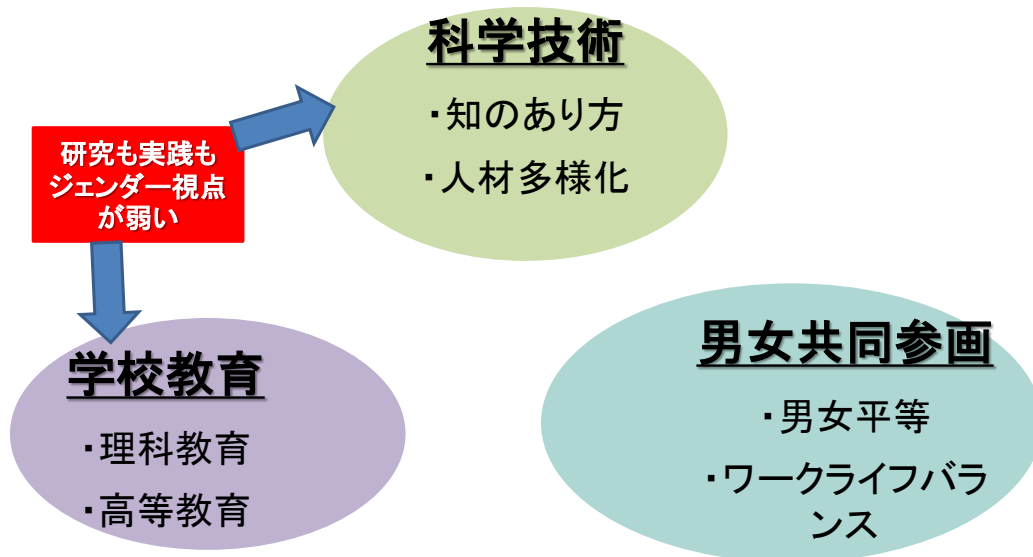 科学技術
・知のあり方
・人材多様化
研究も実践も
ジェンダー視点
が弱い
学校教育
・理科教育
・高等教育
男女共同参画
・男女平等
・ワークライフバラ
ンス